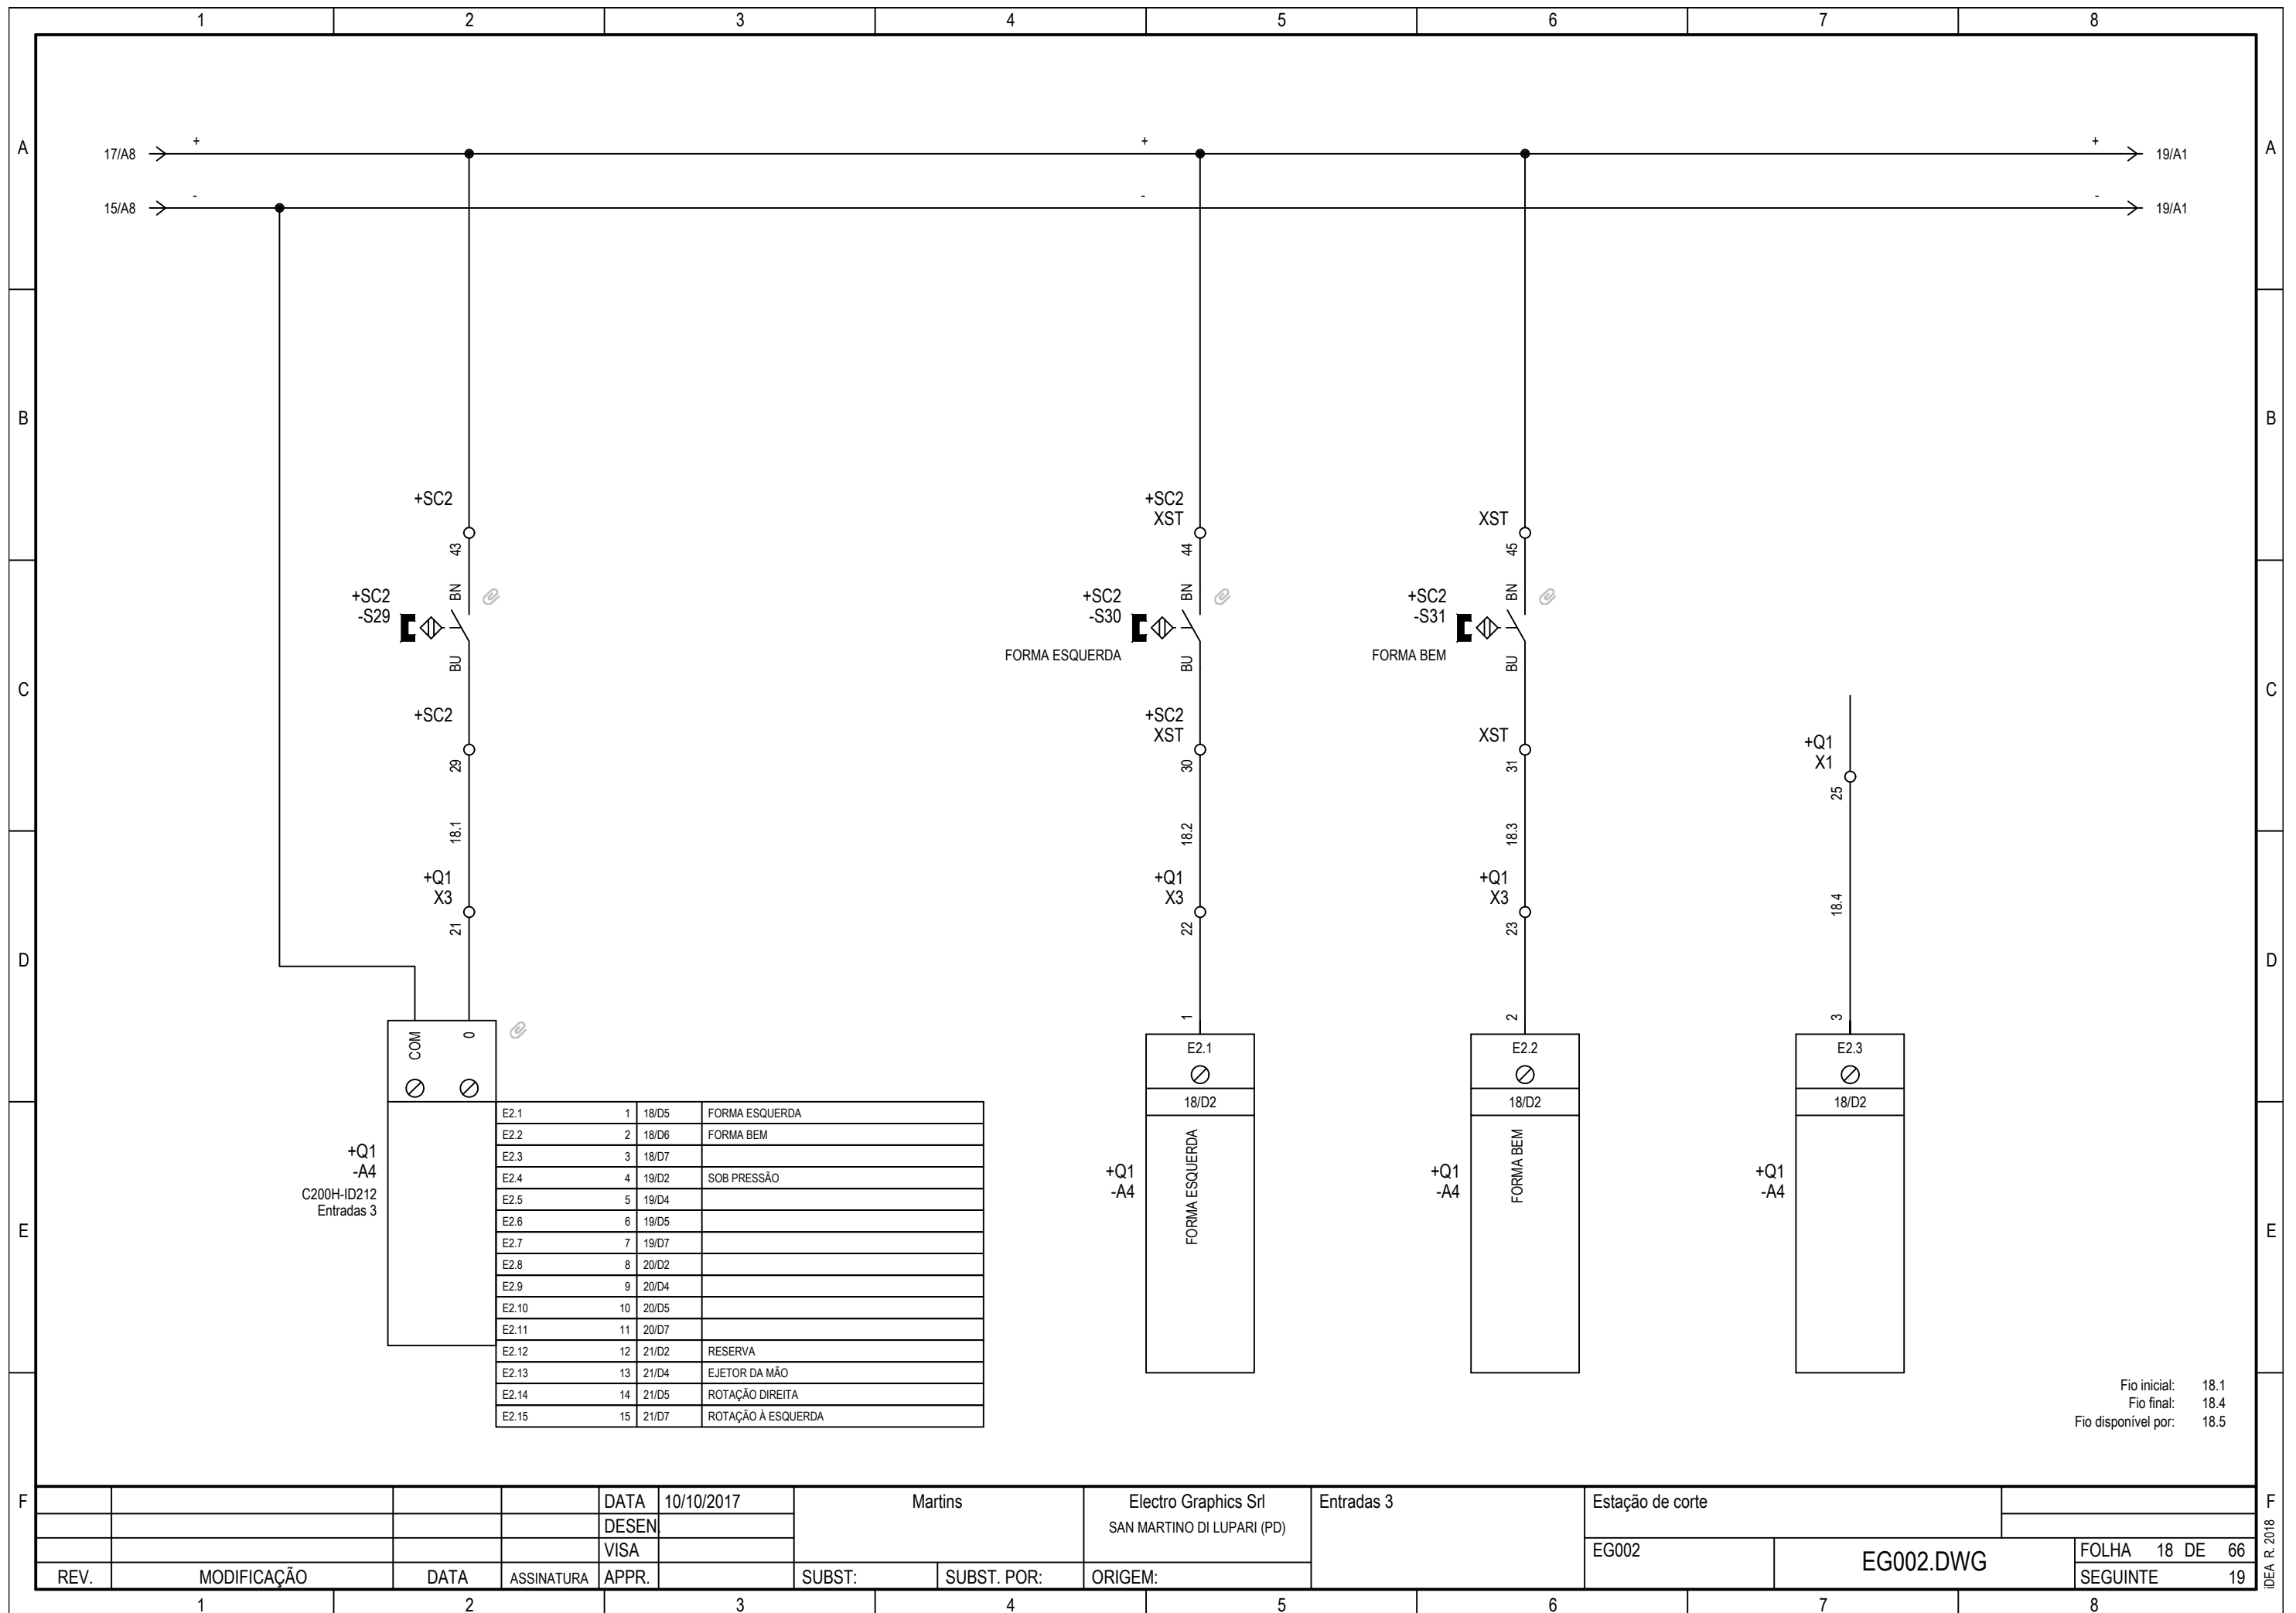 1 2 3 4 5 6 7 8
A A
17/A8 + + + 19/A1
15/A8 - - - 19/A1
B B
+SC2
43
+SC2
XST
44
XST
45
+SC2
-S29
BN
BU
+SC2
-S30
FORMA ESQUERDA
BN
BU
+SC2
-S31
FORMA BEM
BN
BU
C C
+SC2
29
+SC2
XST
30
XST
31
+Q1
X1
25
18.1
18.2
18.3
18.4
+Q1
X3
21
+Q1
X3
22
+Q1
X3
23
D D
COM 0
1
E2.1
18/D2
FORMA ESQUERDA
+Q1
-A4
2
E2.2
18/D2
FORMA BEM
+Q1
-A4
3
E2.3
18/D2
+Q1
-A4
+Q1
-A4
C200H-ID212
Entradas 3
E2.1 1 18/D5 FORMA ESQUERDA
E2.2 2 18/D6 FORMA BEM
E2.3 3 18/D7
E2.4 4 19/D2 SOB PRESSÃO
E2.5 5 19/D4
E2.6 6 19/D5
E2.7 7 19/D7
E2.8 8 20/D2
E2.9 9 20/D4
E2.10 10 20/D5
E2.11 11 20/D7
E2.12 12 21/D2 RESERVA
E2.13 13 21/D4 EJETOR DA MÃO
E2.14 14 21/D5 ROTAÇÃO DIREITA
E2.15 15 21/D7 ROTAÇÃO À ESQUERDA
E E
Fio inicial: 18.1
Fio final: 18.4
Fio disponível por: 18.5
F F
DATA 10/10/2017
DESEN.
VISA
REV. MODIFICAÇÃO DATA ASSINATURA APPR.
Martins
SUBST: SUBST. POR:
Electro Graphics Srl
SAN MARTINO DI LUPARI (PD)
ORIGEM:
Entradas 3
Estação de corte
EG002
EG002.DWG
FOLHA 18 DE 66
SEGUINTE 19
iDEA R. 2018
1 2 3 4 5 6 7 8